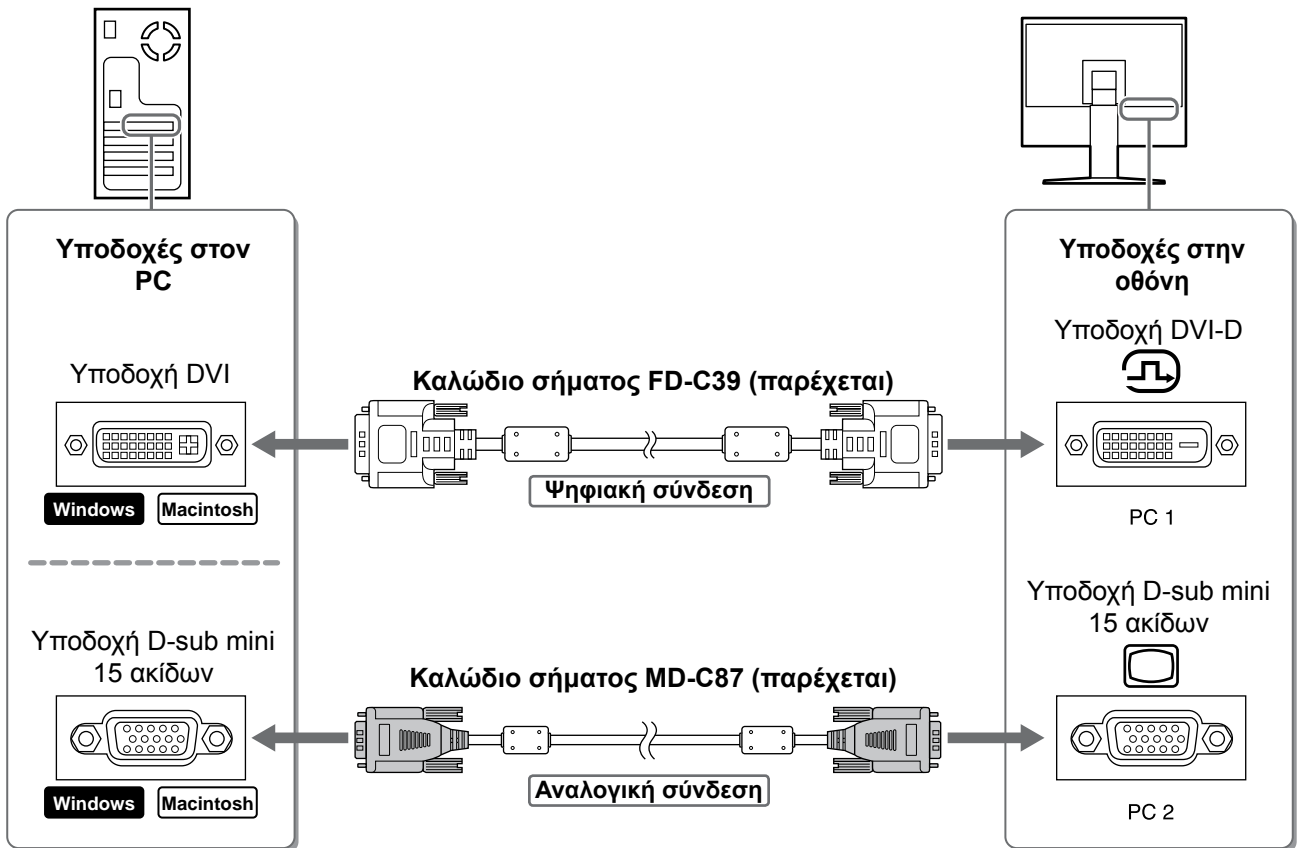 Υποδοχές στον
PC
Υποδοχή DVI
Windows Macintosh
Υποδοχή D-sub mini
15 ακίδων
Windows Macintosh
Καλώδιο σήματος FD-C39 (παρέχεται)
Ψηφιακή σύνδεση
Καλώδιο σήματος MD-C87 (παρέχεται)
Αναλογική σύνδεση
Υποδοχές στην
οθόνη
Υποδοχή DVI-D
PC 1
Υποδοχή D-sub mini
15 ακίδων
PC 2